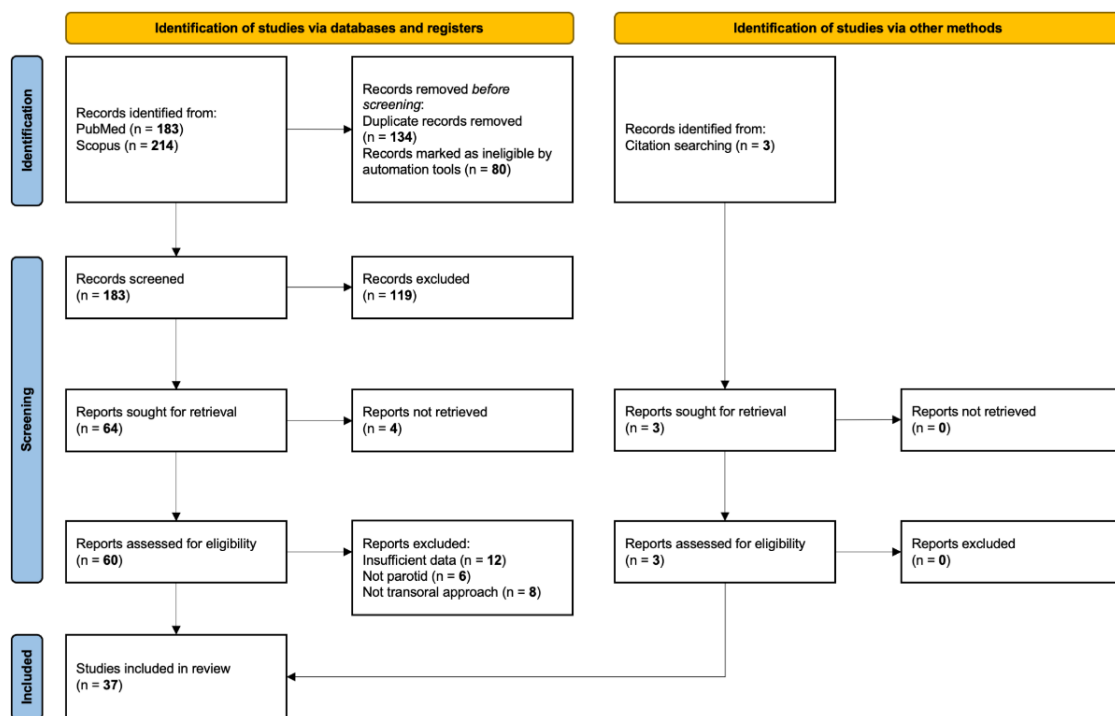 Identification of studies via databases and registers
Identification of studies via other methods
Identification
Records identified from:
PubMed (n = 183)
Scopus (n = 214)
Records removed before
screening:
Duplicate records removed
(n = 134)
Records marked as ineligible by
automation tools (n = 80)
Records identified from:
Citation searching (n = 3)
Screening
Records screened
(n = 183)
Records excluded
(n = 119)
Reports sought for retrieval
(n = 64)
Reports not retrieved
(n = 4)
Reports sought for retrieval
(n = 3)
Reports not retrieved
(n = 0)
Reports assessed for eligibility
(n = 60)
Reports excluded:
Insufficient data (n = 12)
Not parotid (n = 6)
Not transoral approach (n = 8)
Reports assessed for eligibility
(n = 3)
Reports excluded
(n = 0)
Included
Studies included in review
(n = 37)